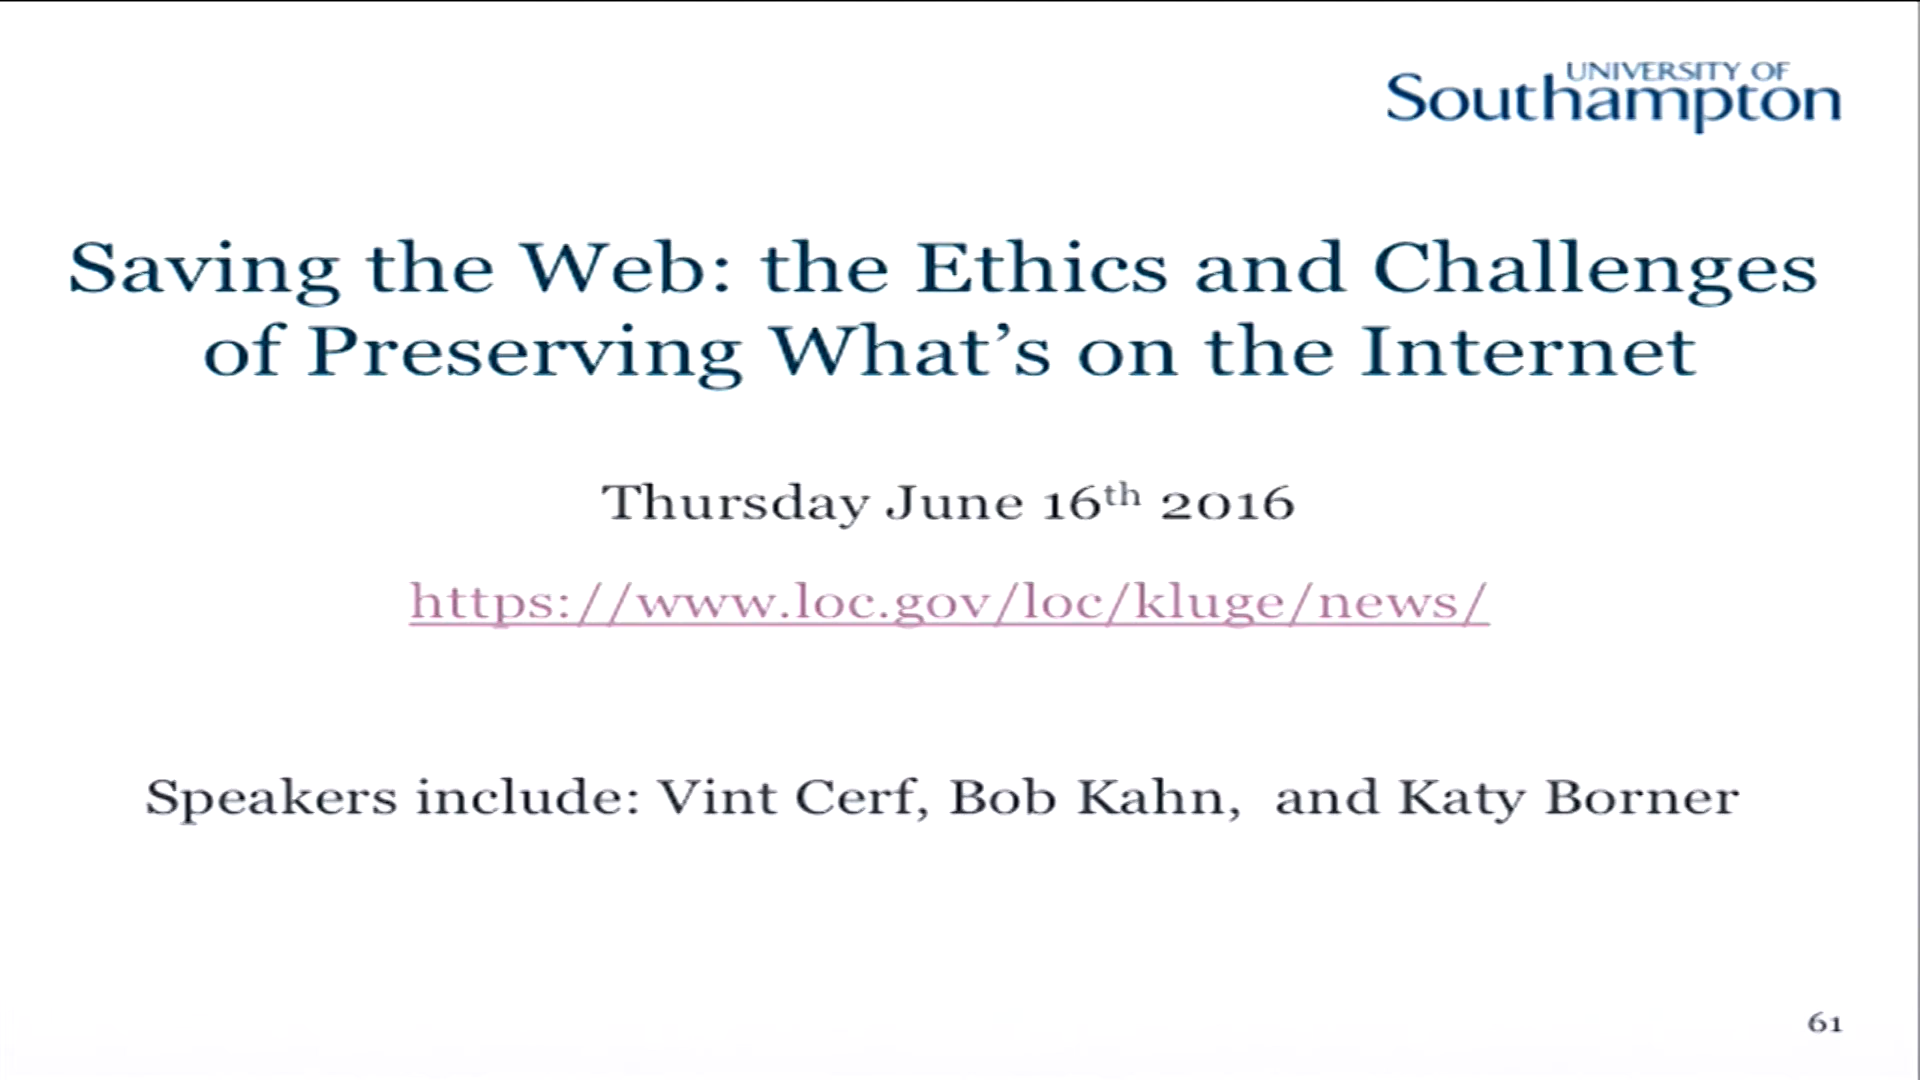 UNIVERSITY OF
Southampton
Saving the Web: the Ethics and Challenges
of Preserving What’s on the Internet
Thursday June 16th 2016
https://www.loc.gov/loc/kluge/news/
Speakers include: Vint Cerf, Bob Kahn,  and Katy Borner
61